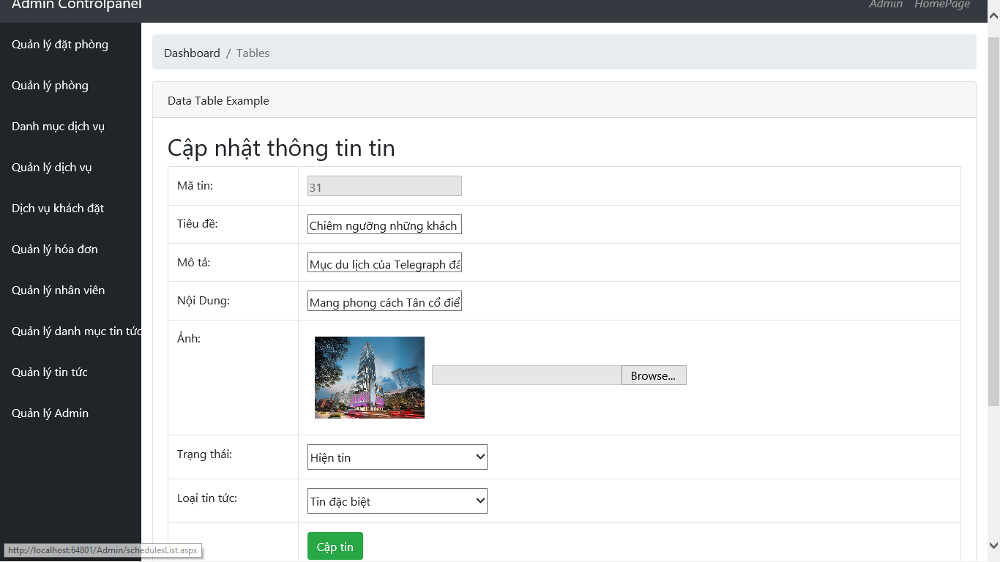 Admin Controlpanel
Admin HomePage
Quản lý đặt phòng
Quản lý phòng
Danh mục dịch vụ
Quản lý dịch vụ
Dịch vụ khách đặt
Quản lý hóa đơn
Quản lý nhân viên
Quản lý danh mục tin tức
Quản lý tin tức
Quản lý Admin
Dashboard / Tables
Data Table Example
Cập nhật thông tin tin
Mã tin: 31
Tiêu đề: Chiêm ngưỡng những khách
Mô tả: Mục du lịch của Telegraph đá
Nội Dung: Mang phong cách Tân cổ điể
Ảnh: Browse...
Trạng thái: Hiện tin
Loại tin tức: Tin đặc biệt
Cập tin
http://localhost:64801/Admin/schedulesList.aspx